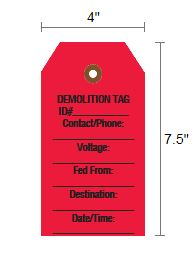 4"
7.5"
DEMOLITION TAG
ID#
Contact/Phone:
Voltage:
Fed From:
Destination:
Date/Time: